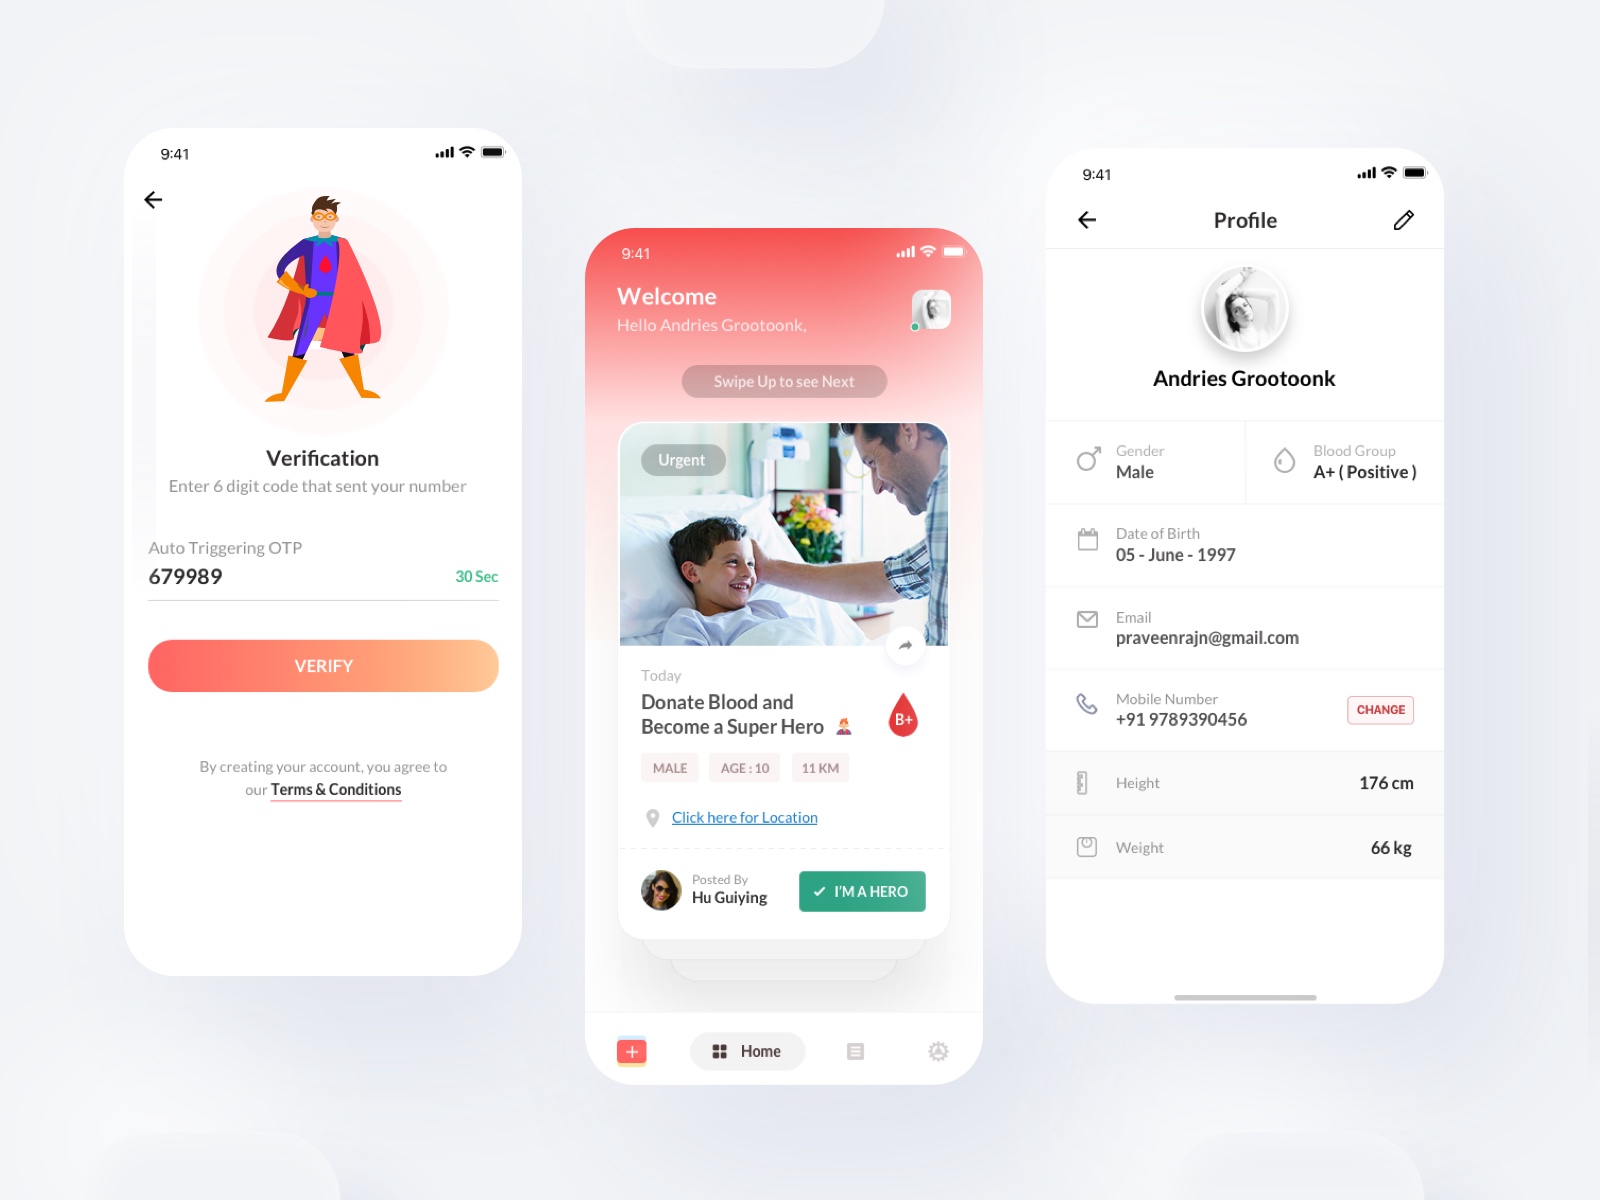 9:41
Verification
Enter 6 digit code that sent your number
Auto Triggering OTP
679989
30 Sec
VERIFY
By creating your account, you agree to
our Terms & Conditions
9:41
Welcome
Hello Andries Grootoonk,
Swipe Up to see Next
Urgent
Today
Donate Blood and
Become a Super Hero
B+
MALE
AGE : 10
11 KM
Click here for Location
Posted By
Hu Guiying
I'M A HERO
Home
9:41
Profile
Andries Grootoonk
Gender
Male
Blood Group
A+ ( Positive )
Date of Birth
05 - June - 1997
Email
praveenrajn@gmail.com
Mobile Number
+91 9789390456
CHANGE
Height
176 cm
Weight
66 kg